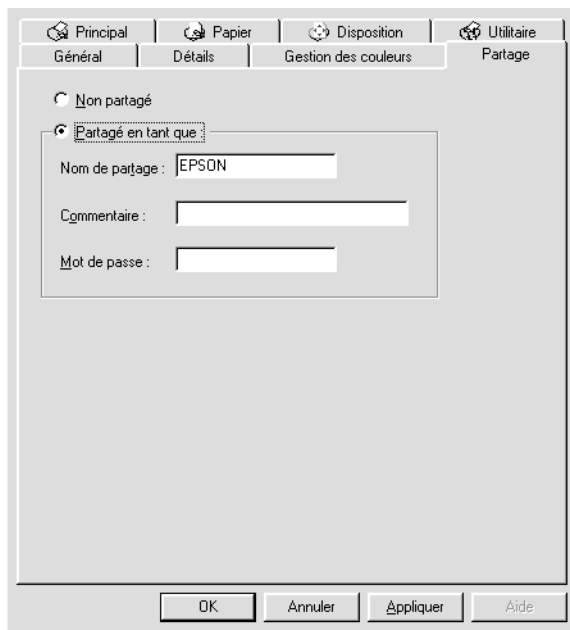 Principal Papier Disposition Utilitaire
Général Détails Gestion des couleurs Partage
Non partagé
Partagé en tant que :
Nom de partage : EPSON
Commentaire :
Mot de passe :
OK Annuler Appliquer Aide